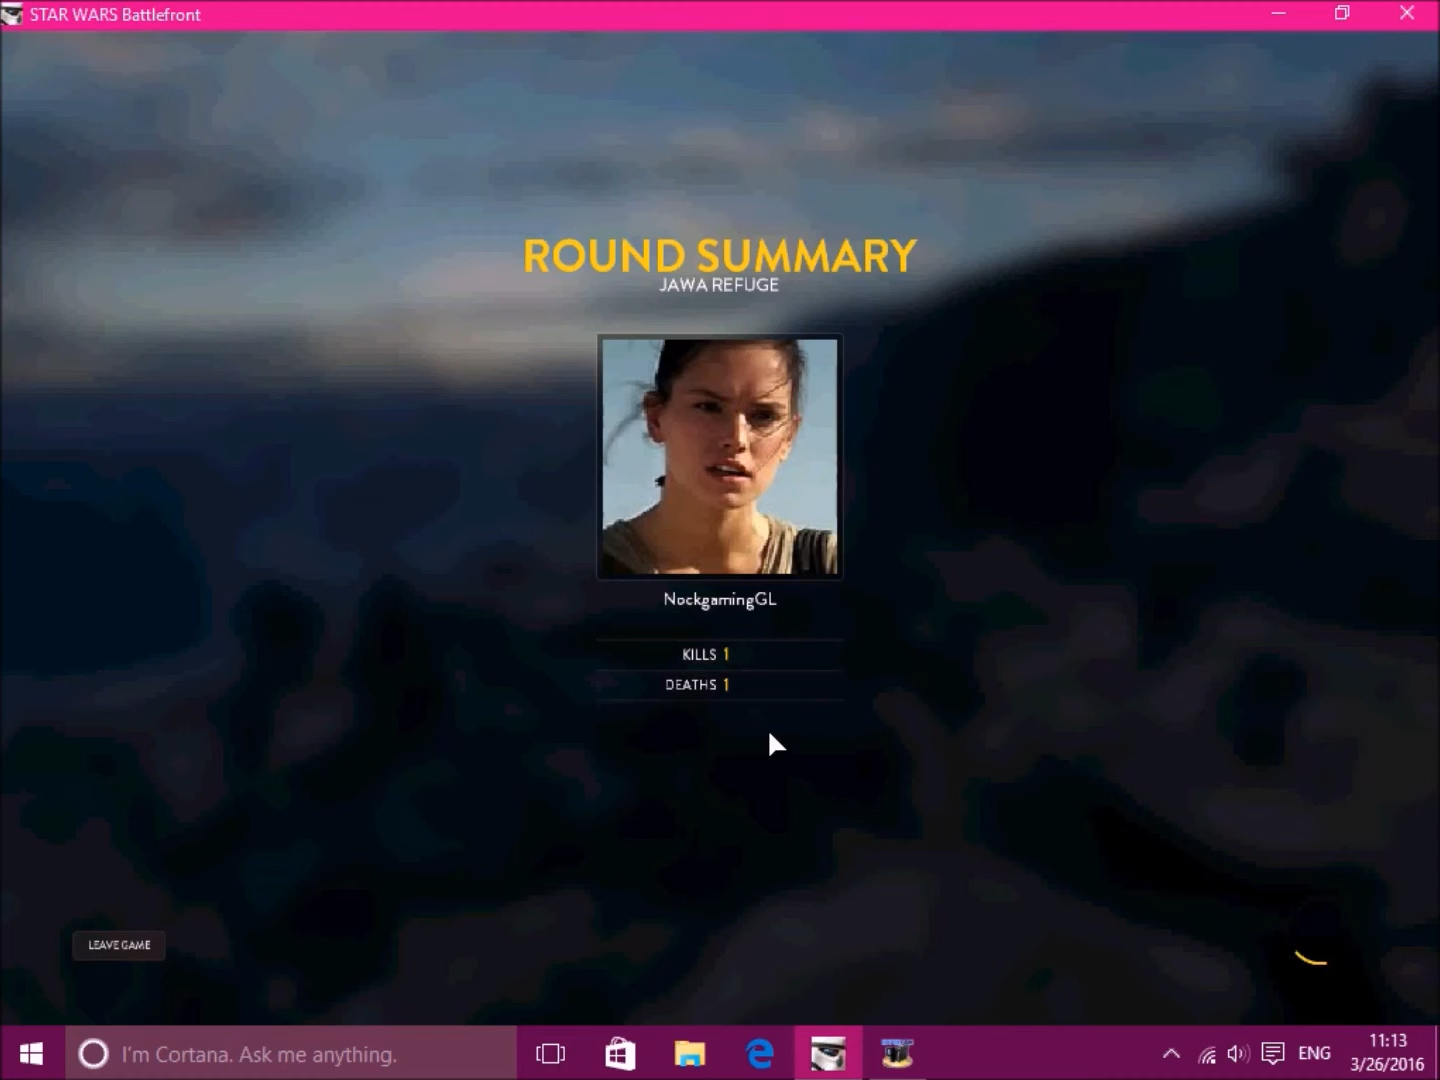 STAR WARS Battlefront
ROUND SUMMARY
JAWA REFUGE
NockgamingGL
KILLS 1
DEATHS 1
LEAVE GAME
I'm Cortana. Ask me anything.
ENG
11:13
3/26/2016